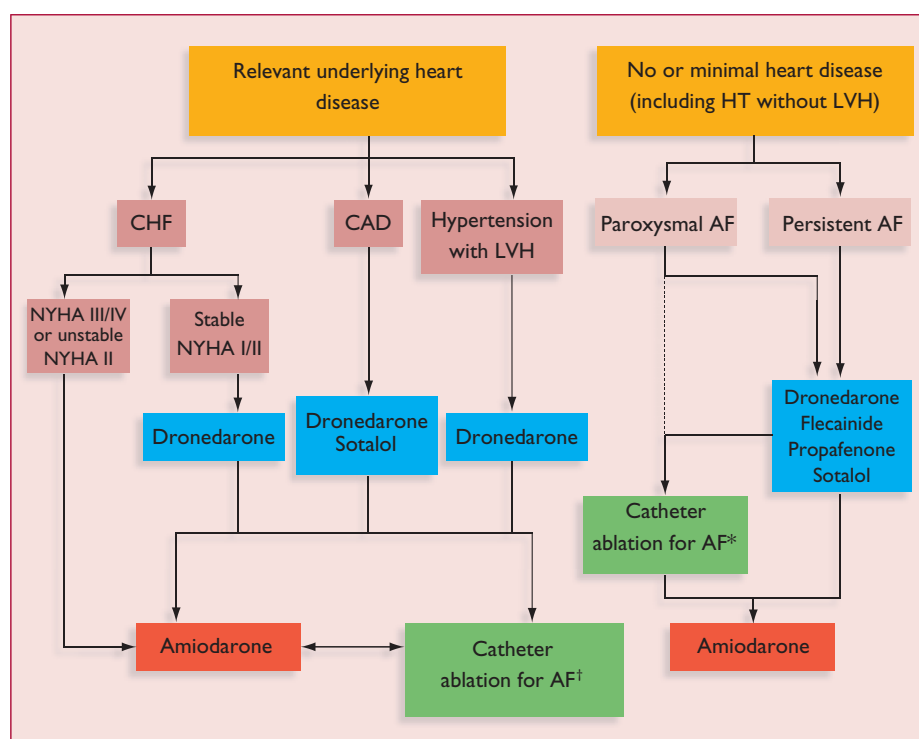 Relevant underlying heart
disease
No or minimal heart disease
(including HT without LVH)
CHF
CAD
Hypertension
with LVH
Paroxysmal AF
Persistent AF
NYHA III/IV
or unstable
NYHA II
Stable
NYHA I/II
Dronedarone
Dronedarone
Sotalol
Dronedarone
Dronedarone
Flecainide
Propafenone
Sotalol
Catheter
ablation for AF*
Amiodarone
Catheter
ablation for AF†
Amiodarone